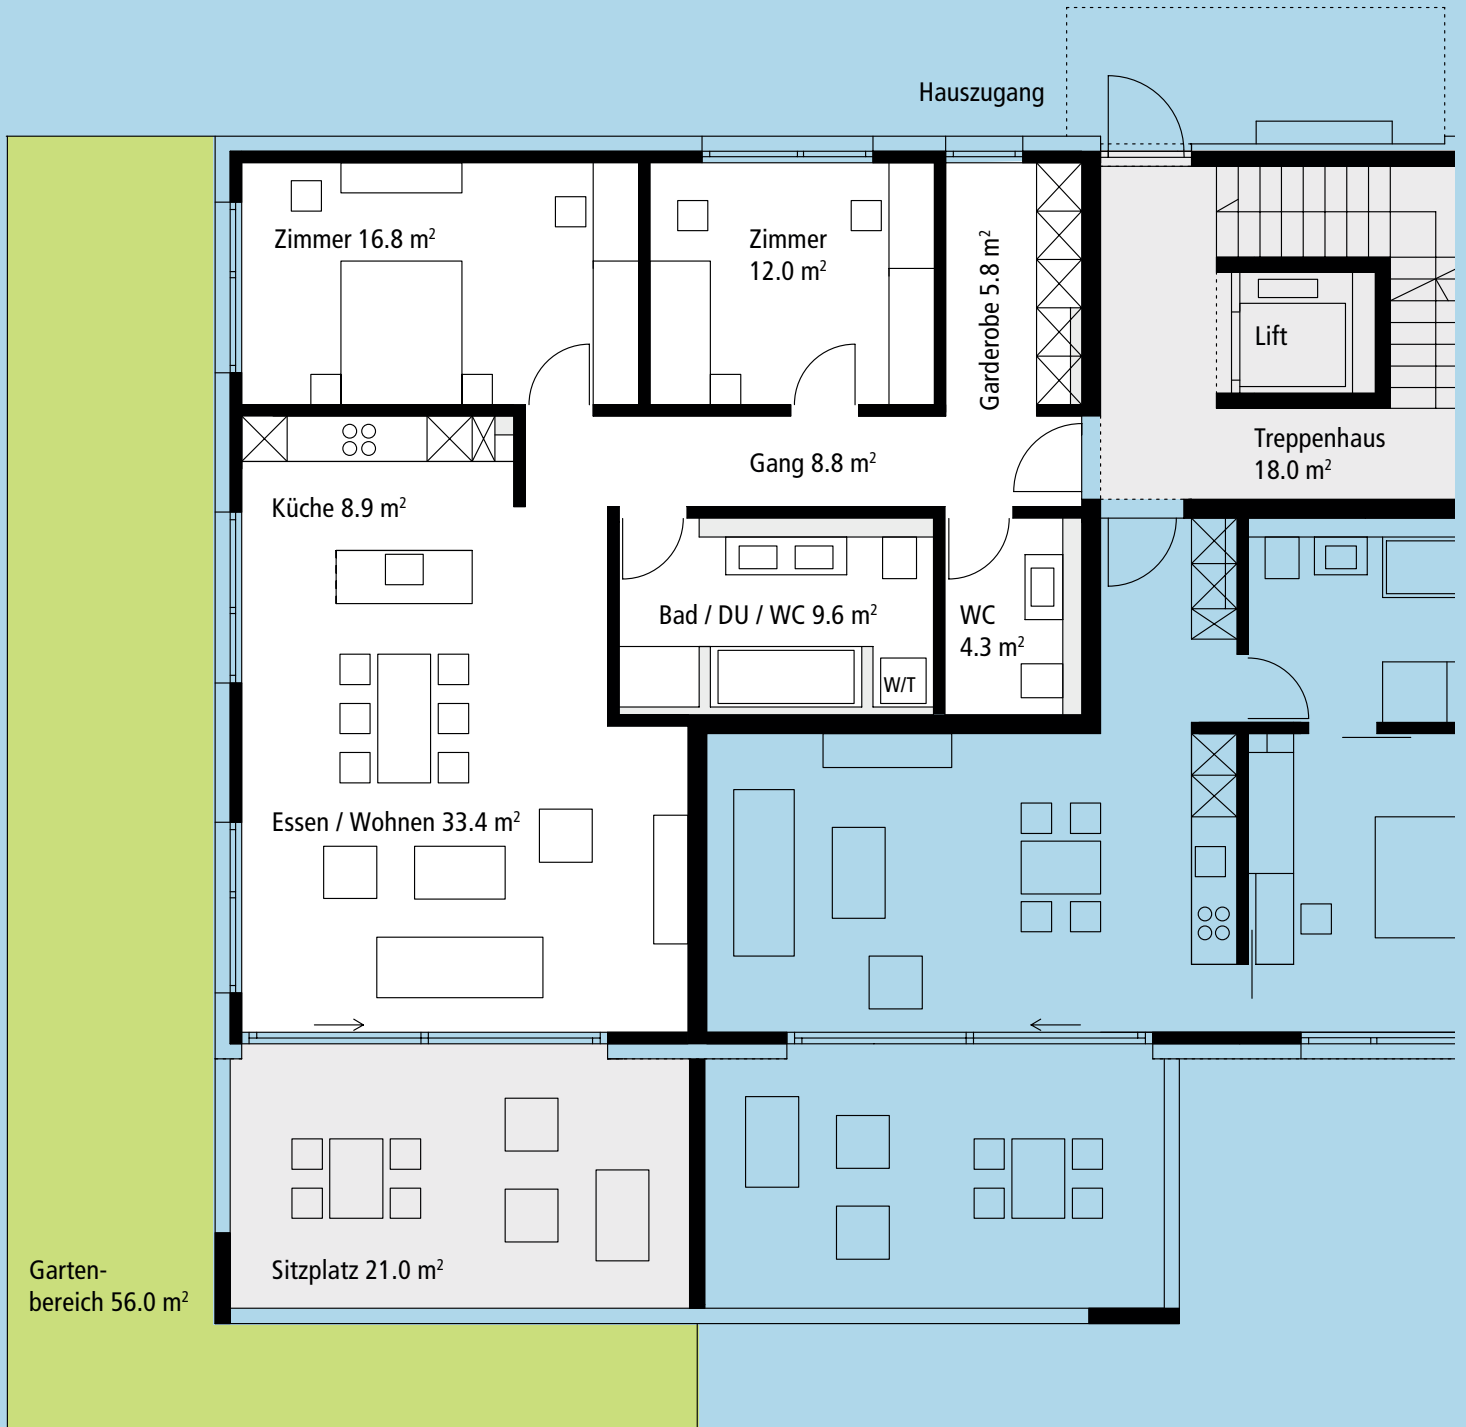 Hauszugang
Zimmer 16.8 m²
Zimmer
12.0 m²
Garderobe 5.8 m²
Lift
Treppenhaus
18.0 m²
Gang 8.8 m²
Küche 8.9 m²
Bad / DU / WC 9.6 m²
WC
4.3 m²
W/T
Essen / Wohnen 33.4 m²
Sitzplatz 21.0 m²
Garten-
bereich 56.0 m²